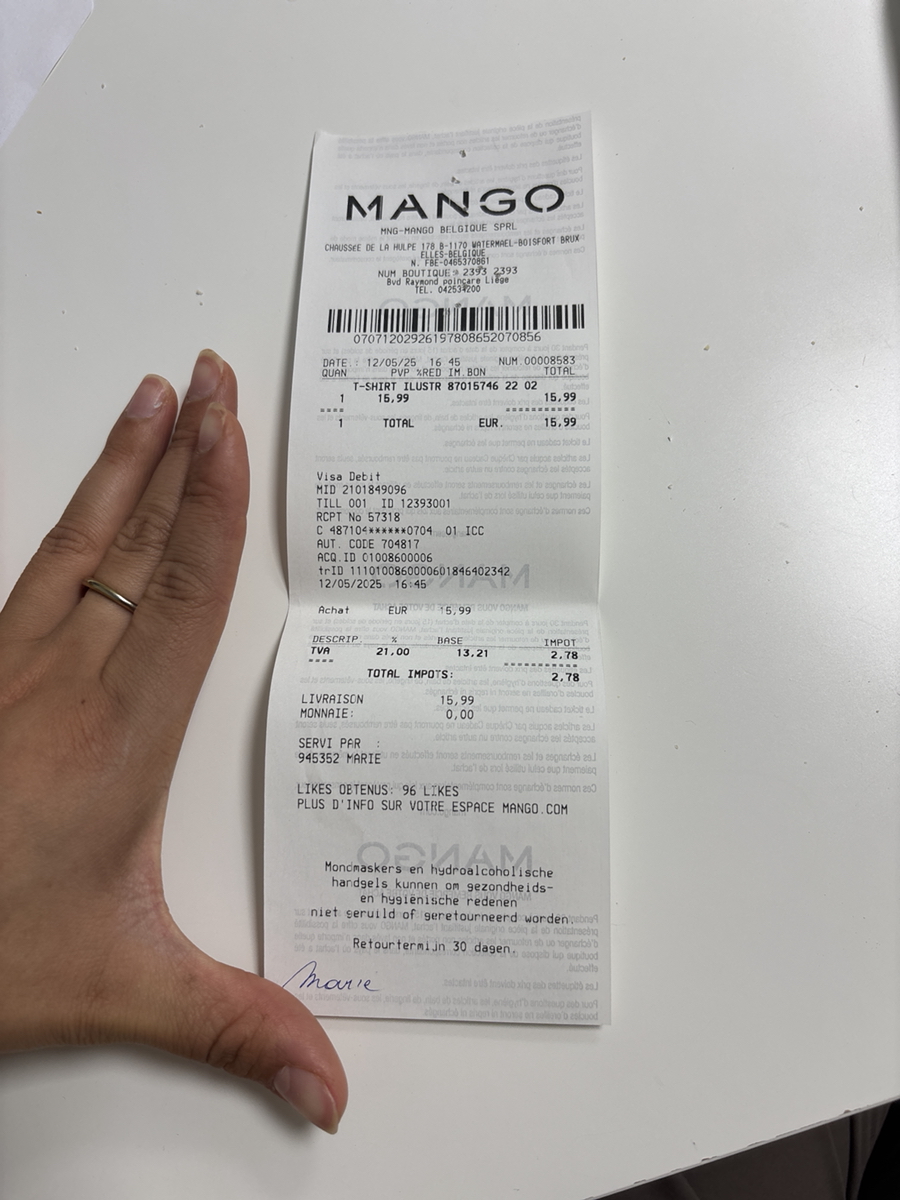 MANGO
MNG-MANGO BELGIQUE SPRL
CHAUSSéE DE LA HULPE 178 B-1170 WATERMAEL-BOISFORT BRUX
ELLES-BELGIQUE
N. FBE-0465370861
NUM BOUTIQUE: 2393 2393
Bvd Raymond poincare Liège
TEL. 042534200
07071202926197808652070856
DATE.: 12/05/25 16 45 NUM.00008583
QUAN PVP %RED IM.BON TOTAL
T-SHIRT ILUSTR 87015746 22 02
1 15,99 15,99
==== ===========
1 TOTAL EUR. 15,99
Visa Debit
MID 2101849096
TILL 001 ID 12393001
RCPT No 57318
C 487104******0704 01 ICC
AUT. CODE 704817
ACQ.ID 01008600006
trID 1110100860000601846402342
12/05/2025 16:45
Achat EUR 15,99
DESCRIP. % BASE IMPOT
TVA 21,00 13,21 2,78
==== ===========
TOTAL IMPOTS: 2,78
LIVRAISON 15,99
MONNAIE: 0,00
SERVI PAR :
945352 MARIE
LIKES OBTENUS: 96 LIKES
PLUS D'INFO SUR VOTRE ESPACE MANGO.COM
Mondmaskers en hydroalcoholische
handgels kunnen om gezondheids-
en hygiënische redenen
niet geruild of geretourneerd worden.
Retourtermijn 30 dagen.
Marie